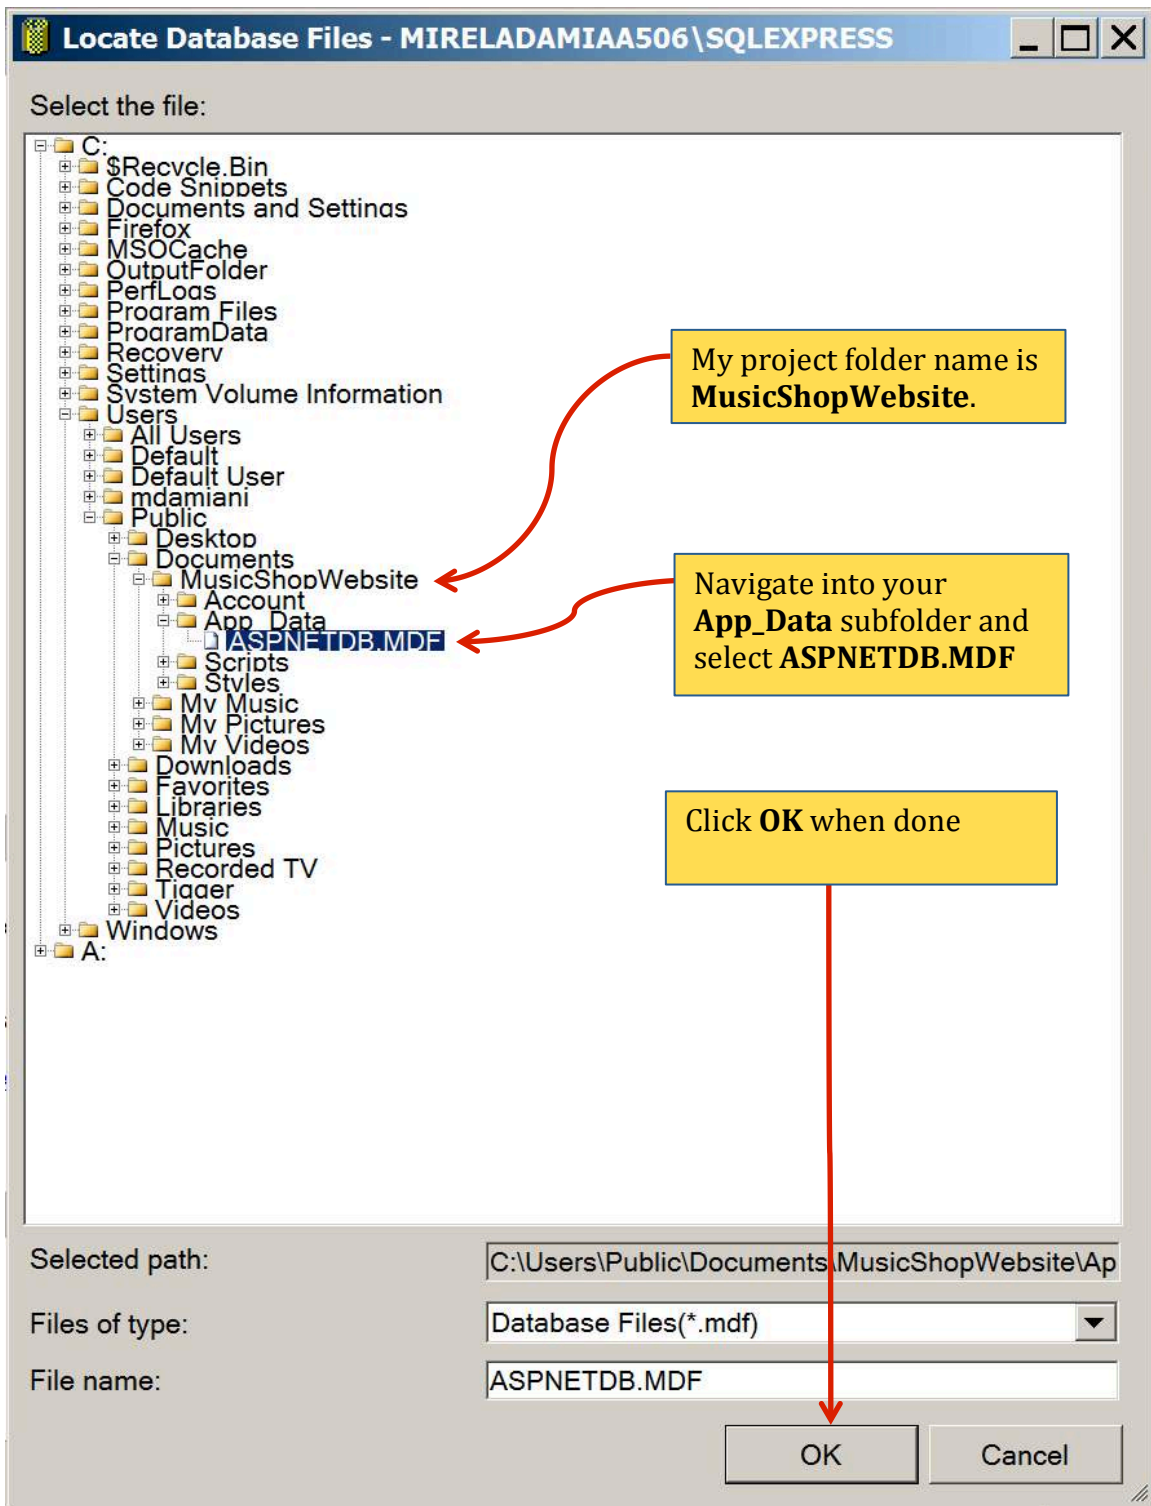 Locate Database Files - MIRELADAMIAA506\SQLEXPRESS
Select the file:
C:
$Recycle.Bin
Code Snippets
Documents and Settings
Firefox
MSOCache
OutputFolder
PerfLogs
Program Files
ProgramData
Recovery
Settings
System Volume Information
Users
All Users
Default
Default User
mdamiani
Public
Desktop
Documents
MusicShopWebsite
Account
App_Data
ASPNETDB.MDF
Scripts
Styles
My Music
My Pictures
My Videos
Downloads
Favorites
Libraries
Music
Pictures
Recorded TV
Tigger
Videos
Windows
A:
My project folder name is
MusicShopWebsite.
Navigate into your
App_Data subfolder and
select ASPNETDB.MDF
Click OK when done
Selected path:
C:\Users\Public\Documents\MusicShopWebsite\Ap
Files of type:
Database Files(*.mdf)
File name:
ASPNETDB.MDF
OK
Cancel